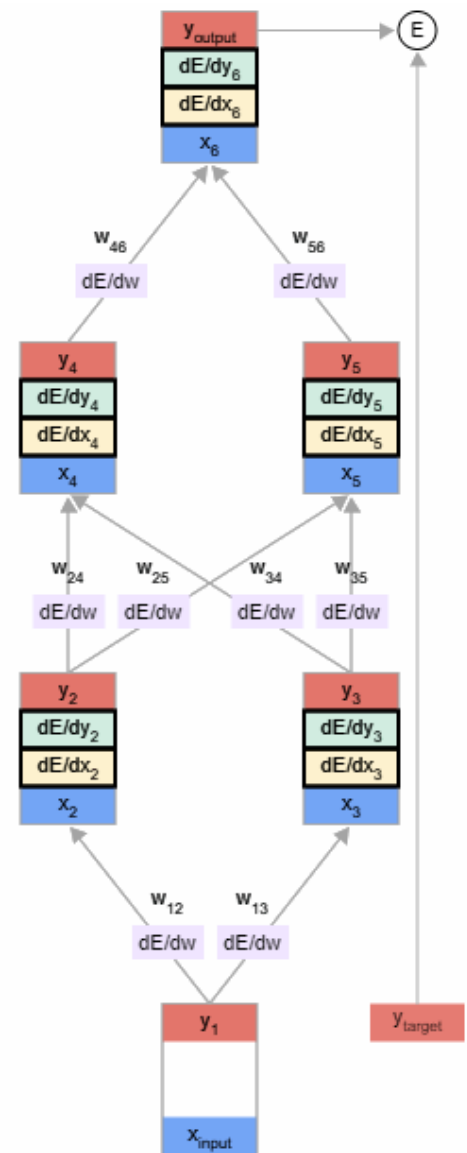 y_output E
dE/dy_6
dE/dx_6
x_6
w_46 w_56
dE/dw dE/dw
y_4 y_5
dE/dy_4 dE/dy_5
dE/dx_4 dE/dx_5
x_4 x_5
w_24 w_25 w_34 w_35
dE/dw dE/dw dE/dw dE/dw
y_2 y_3
dE/dy_2 dE/dy_3
dE/dx_2 dE/dx_3
x_2 x_3
w_12 w_13
dE/dw dE/dw
y_1 y_target
x_input